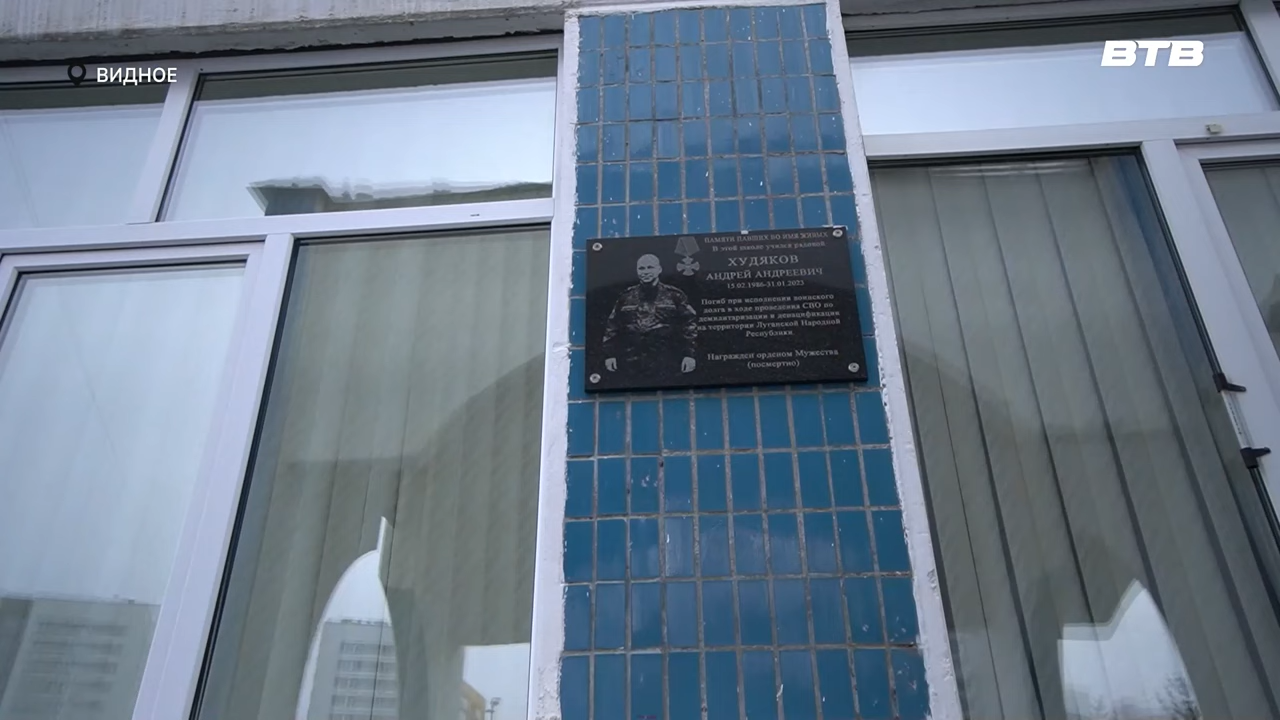 ВИДНОЕ
ВТВ
ПАМЯТИ ПАВШИХ ВО ИМЯ ЖИВЫХ
В этой школе учился рядовой
ХУДЯКОВ
АНДРЕЙ АНДРЕЕВИЧ
15.02.1986-31.01.2023
Погиб при исполнении воинского
долга в ходе проведения СВО по
демилитаризации и денацификации
на территории Луганской Народной
Республики
Награжден орденом Мужества
(посмертно)